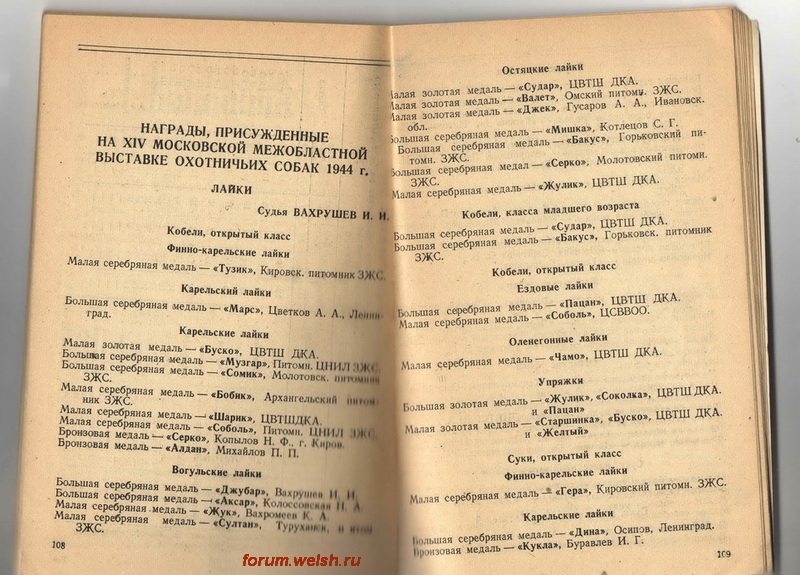 НАГРАДЫ, ПРИСУЖДЕННЫЕ
НА XIV МОСКОВСКОЙ МЕЖОБЛАСТНОЙ
ВЫСТАВКЕ ОХОТНИЧЬИХ СОБАК 1944 г.
ЛАЙКИ
Судья ВАХРУШЕВ И. И.
Кобели, открытый класс
Финно-карельские лайки
Малая серебряная медаль — «Тузик», Кировск. питомник ЗЖС.
Карельский лайки
Большая серебряная медаль — «Марс», Цветков А. А., Ленин-
град.
Карельские лайки
Малая золотая медаль — «Буско», ЦВТШ ДКА.
Большая серебряная медаль — «Музгар», Питомн. ЦНИЛ ЗЖС.
Большая серебряная медаль — «Сомик», Молотовск. питомник
ЗЖС.
Малая серебряная медаль — «Бобик», Архангельский питом-
ник ЗЖС.
Малая серебряная медаль — «Шарик», ЦВТШДКА.
Малая серебряная медаль — «Соболь», Питомн. ЦНИЛ ЗЖС.
Бронзовая медаль — «Серко», Копылов Н. Ф., г. Киров.
Бронзовая медаль — «Алдан», Михайлов П. П.
Вогульские лайки
Большая серебряная медаль — «Джубар», Вахрушев И. И.
Большая серебряная медаль — «Аксар», Колоссовская Н. А.
Малая серебряная медаль — «Жук», Вахромеев К. А.
Малая серебряная медаль — «Султан», Туруханск,
ЗЖС.
108
Остяцкие лайки
Малая золотая медаль — «Судар», ЦВТШ ДКА.
Малая золотая медаль — «Валет», Омский питомн. ЗЖС.
Малая золотая медаль — «Джек», Гусаров А. А., Ивановск.
обл.
Большая серебряная медаль — «Мишка», Котлецов С. Г.
Большая серебряная медаль — «Бакус», Горьковский пи-
томн. ЗЖС.
Большая серебряная медал — «Серко», Молотовский питомн.
ЗЖС.
Малая серебряная медаль — «Жулик», ЦВТШ ДКА.
Кобели, класса младшего возраста
Большая серебряная медаль — «Судар», ЦВТШ ДКА.
Большая серебряная медаль — «Бакус», Горьковск. питомник
ЗЖС.
Кобели, открытый класс
Ездовые лайки
Большая серебряная медаль — «Пацан», ЦВТШ ДКА.
Малая серебряная медаль — «Соболь», ЦСВВОО.
Оленегонные лайки
Малая серебряная медаль — «Чамо», ЦВТШ ДКА.
Упряжки
Большая золотая медаль — «Жулик», «Соколка», ЦВТШ ДКА.
и «Пацан»
Малая золотая медаль — «Старшинка», «Буско», ЦВТШ ДКА.
и «Желтый»
Суки, открытый класс
Финно-карельские лайки
Малая серебряная медаль — «Гера», Кировский питомн. ЗЖС.
Карельские лайки
Большая серебряная медаль — «Дина», Осипов, Ленинград.
Бронзовая медаль — «Кукла», Буравлев И. Г.
109
forum.welsh.ru